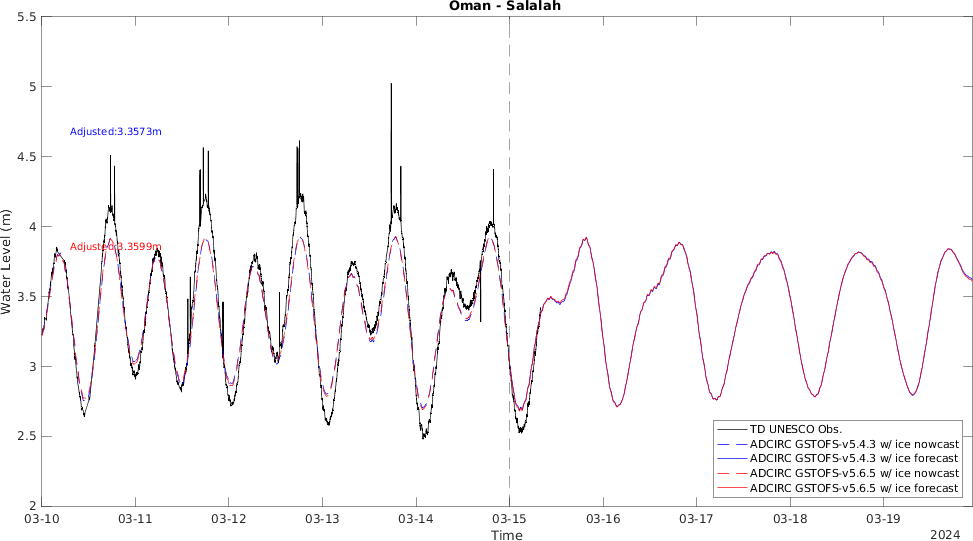 Oman - Salalah
5.5
5
4.5
4
3.5
3
2.5
2
Water Level (m)
Adjusted:3.3573m
Adjusted:3.3599m
TD UNESCO Obs.
ADCIRC GSTOFS-v5.4.3 w/ ice nowcast
ADCIRC GSTOFS-v5.4.3 w/ ice forecast
ADCIRC GSTOFS-v5.6.5 w/ ice nowcast
ADCIRC GSTOFS-v5.6.5 w/ ice forecast
03-10 03-11 03-12 03-13 03-14 03-15 03-16 03-17 03-18 03-19
Time
2024